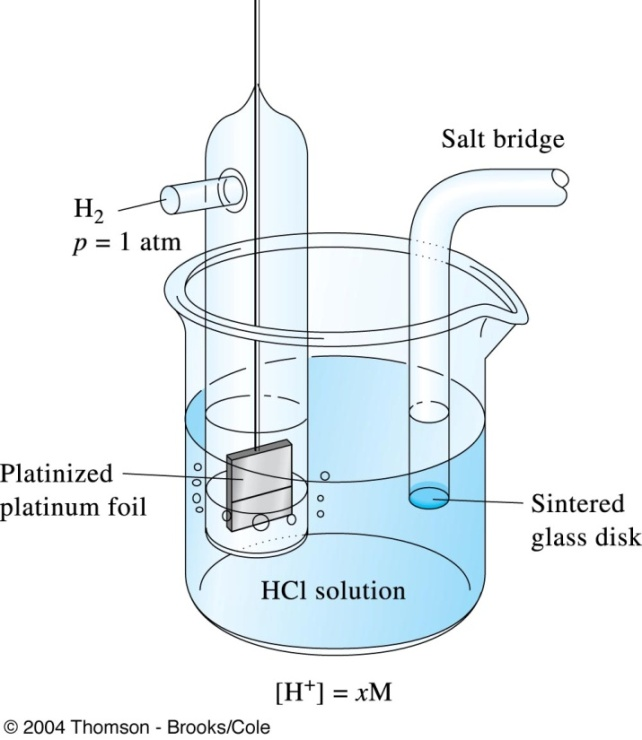 Salt bridge
H₂
p = 1 atm
Platinized
platinum foil
Sintered
glass disk
HCl solution
[H⁺] = xM
© 2004 Thomson - Brooks/Cole